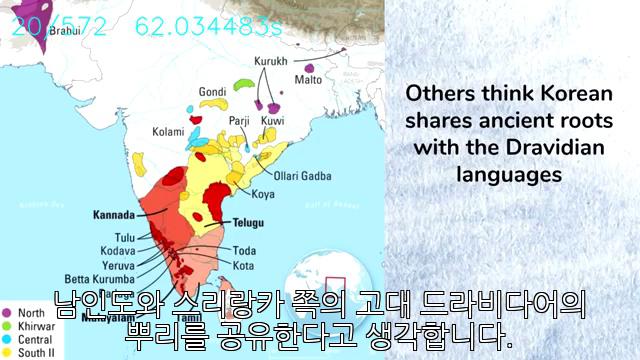 20/572 62.034483s
Brahui
Kurukh
Malto
Gondi
Parji
Kuwi
Kolami
Ollari Gadba
Koya
Kannada
Telugu
Tulu
Kodava
Yeruva
Betta Kurumba
Toda
Kota
Malayalam
Tamil
North
Khirwar
Central
South II
Others think Korean
shares ancient roots
with the Dravidian
languages
남인도와 스리랑카 쪽의 고대 드라비다어의
뿌리를 공유한다고 생각합니다.